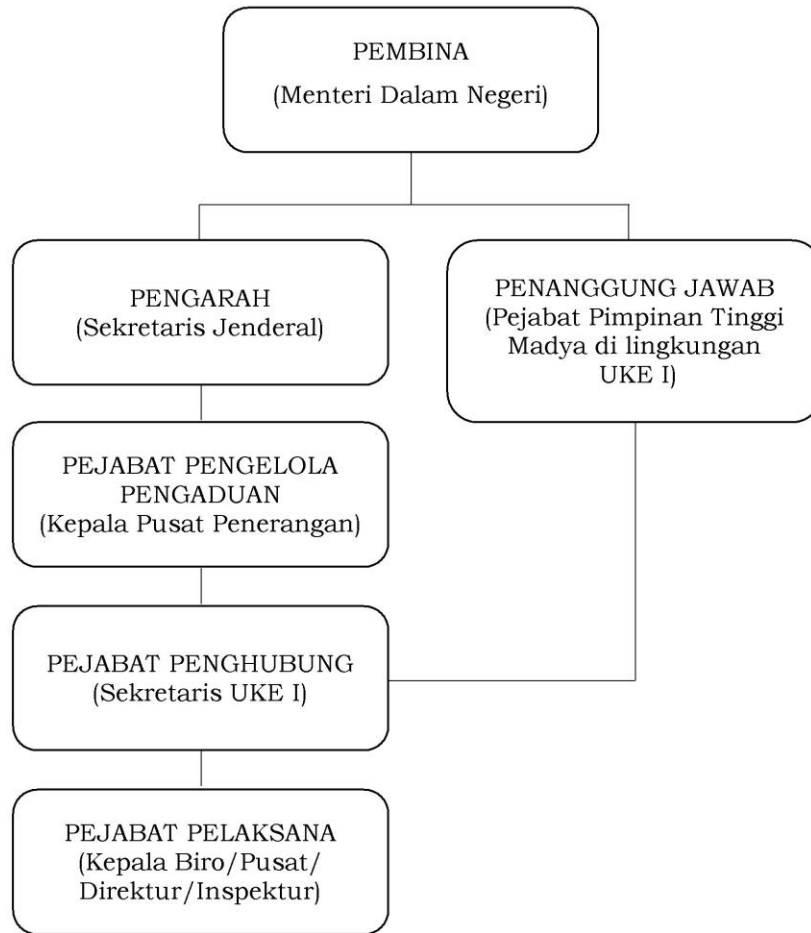 PEMBINA
(Menteri Dalam Negeri)
PENGARAH
(Sekretaris Jenderal)
PENANGGUNG JAWAB
(Pejabat Pimpinan Tinggi
Madya di lingkungan
UKE I)
PEJABAT PENGELOLA
PENGADUAN
(Kepala Pusat Penerangan)
PEJABAT PENGHUBUNG
(Sekretaris UKE I)
PEJABAT PELAKSANA
(Kepala Biro/Pusat/
Direktur/Inspektur)